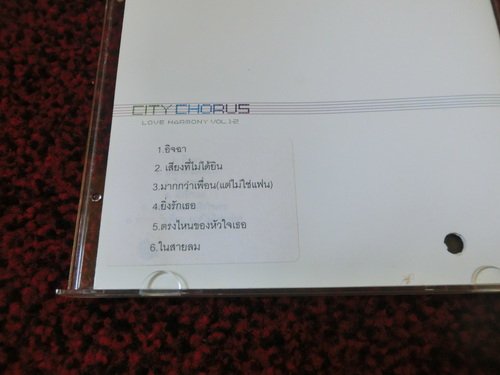 CITY CHORUS
LOVE HARMONY VOL.1-2
1.อิจฉา
2. เสียงที่ไม่ได้ยิน
3.มากกว่าเพื่อน(แต่ไม่ใช่แฟน)
4.ยิ่งรักเธอ
5.ตรงไหนของหัวใจเธอ
6.ในสายลม